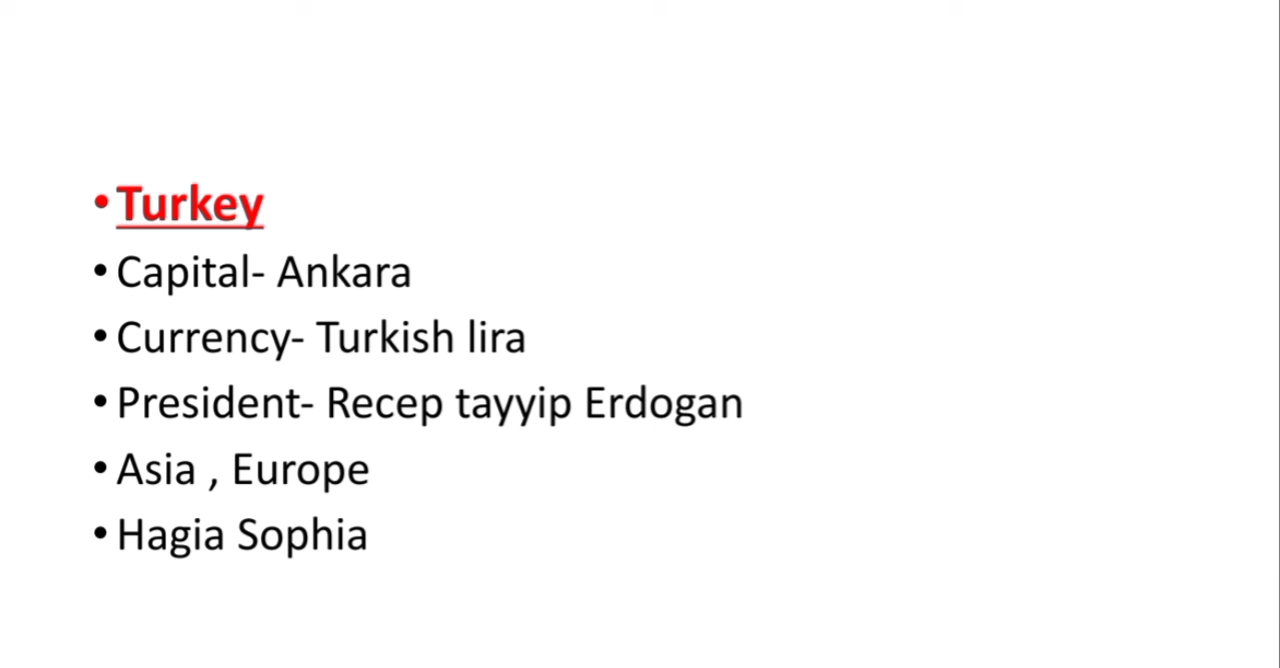 • Turkey
• Capital- Ankara
• Currency- Turkish lira
• President- Recep tayyip Erdogan
• Asia , Europe
• Hagia Sophia